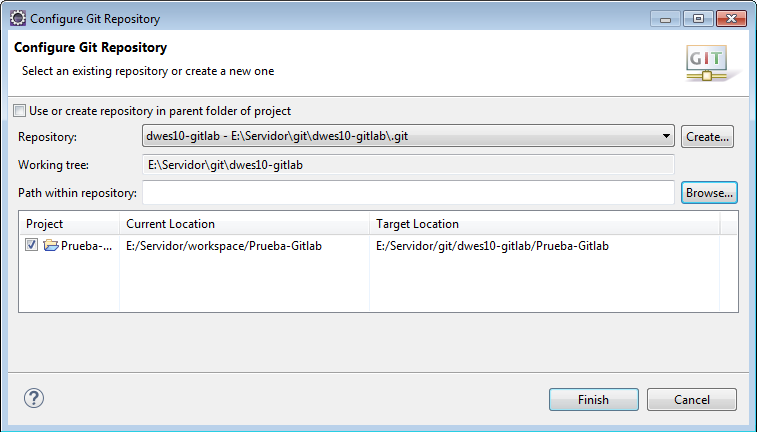 Configure Git Repository
Configure Git Repository
Select an existing repository or create a new one
GIT
Use or create repository in parent folder of project
Repository: dwes10-gitlab - E:\Servidor\git\dwes10-gitlab\.git Create...
Working tree: E:\Servidor\git\dwes10-gitlab
Path within repository: Browse...
Project Current Location Target Location
Prueba-... E:/Servidor/workspace/Prueba-Gitlab E:/Servidor/git/dwes10-gitlab/Prueba-Gitlab
? Finish Cancel